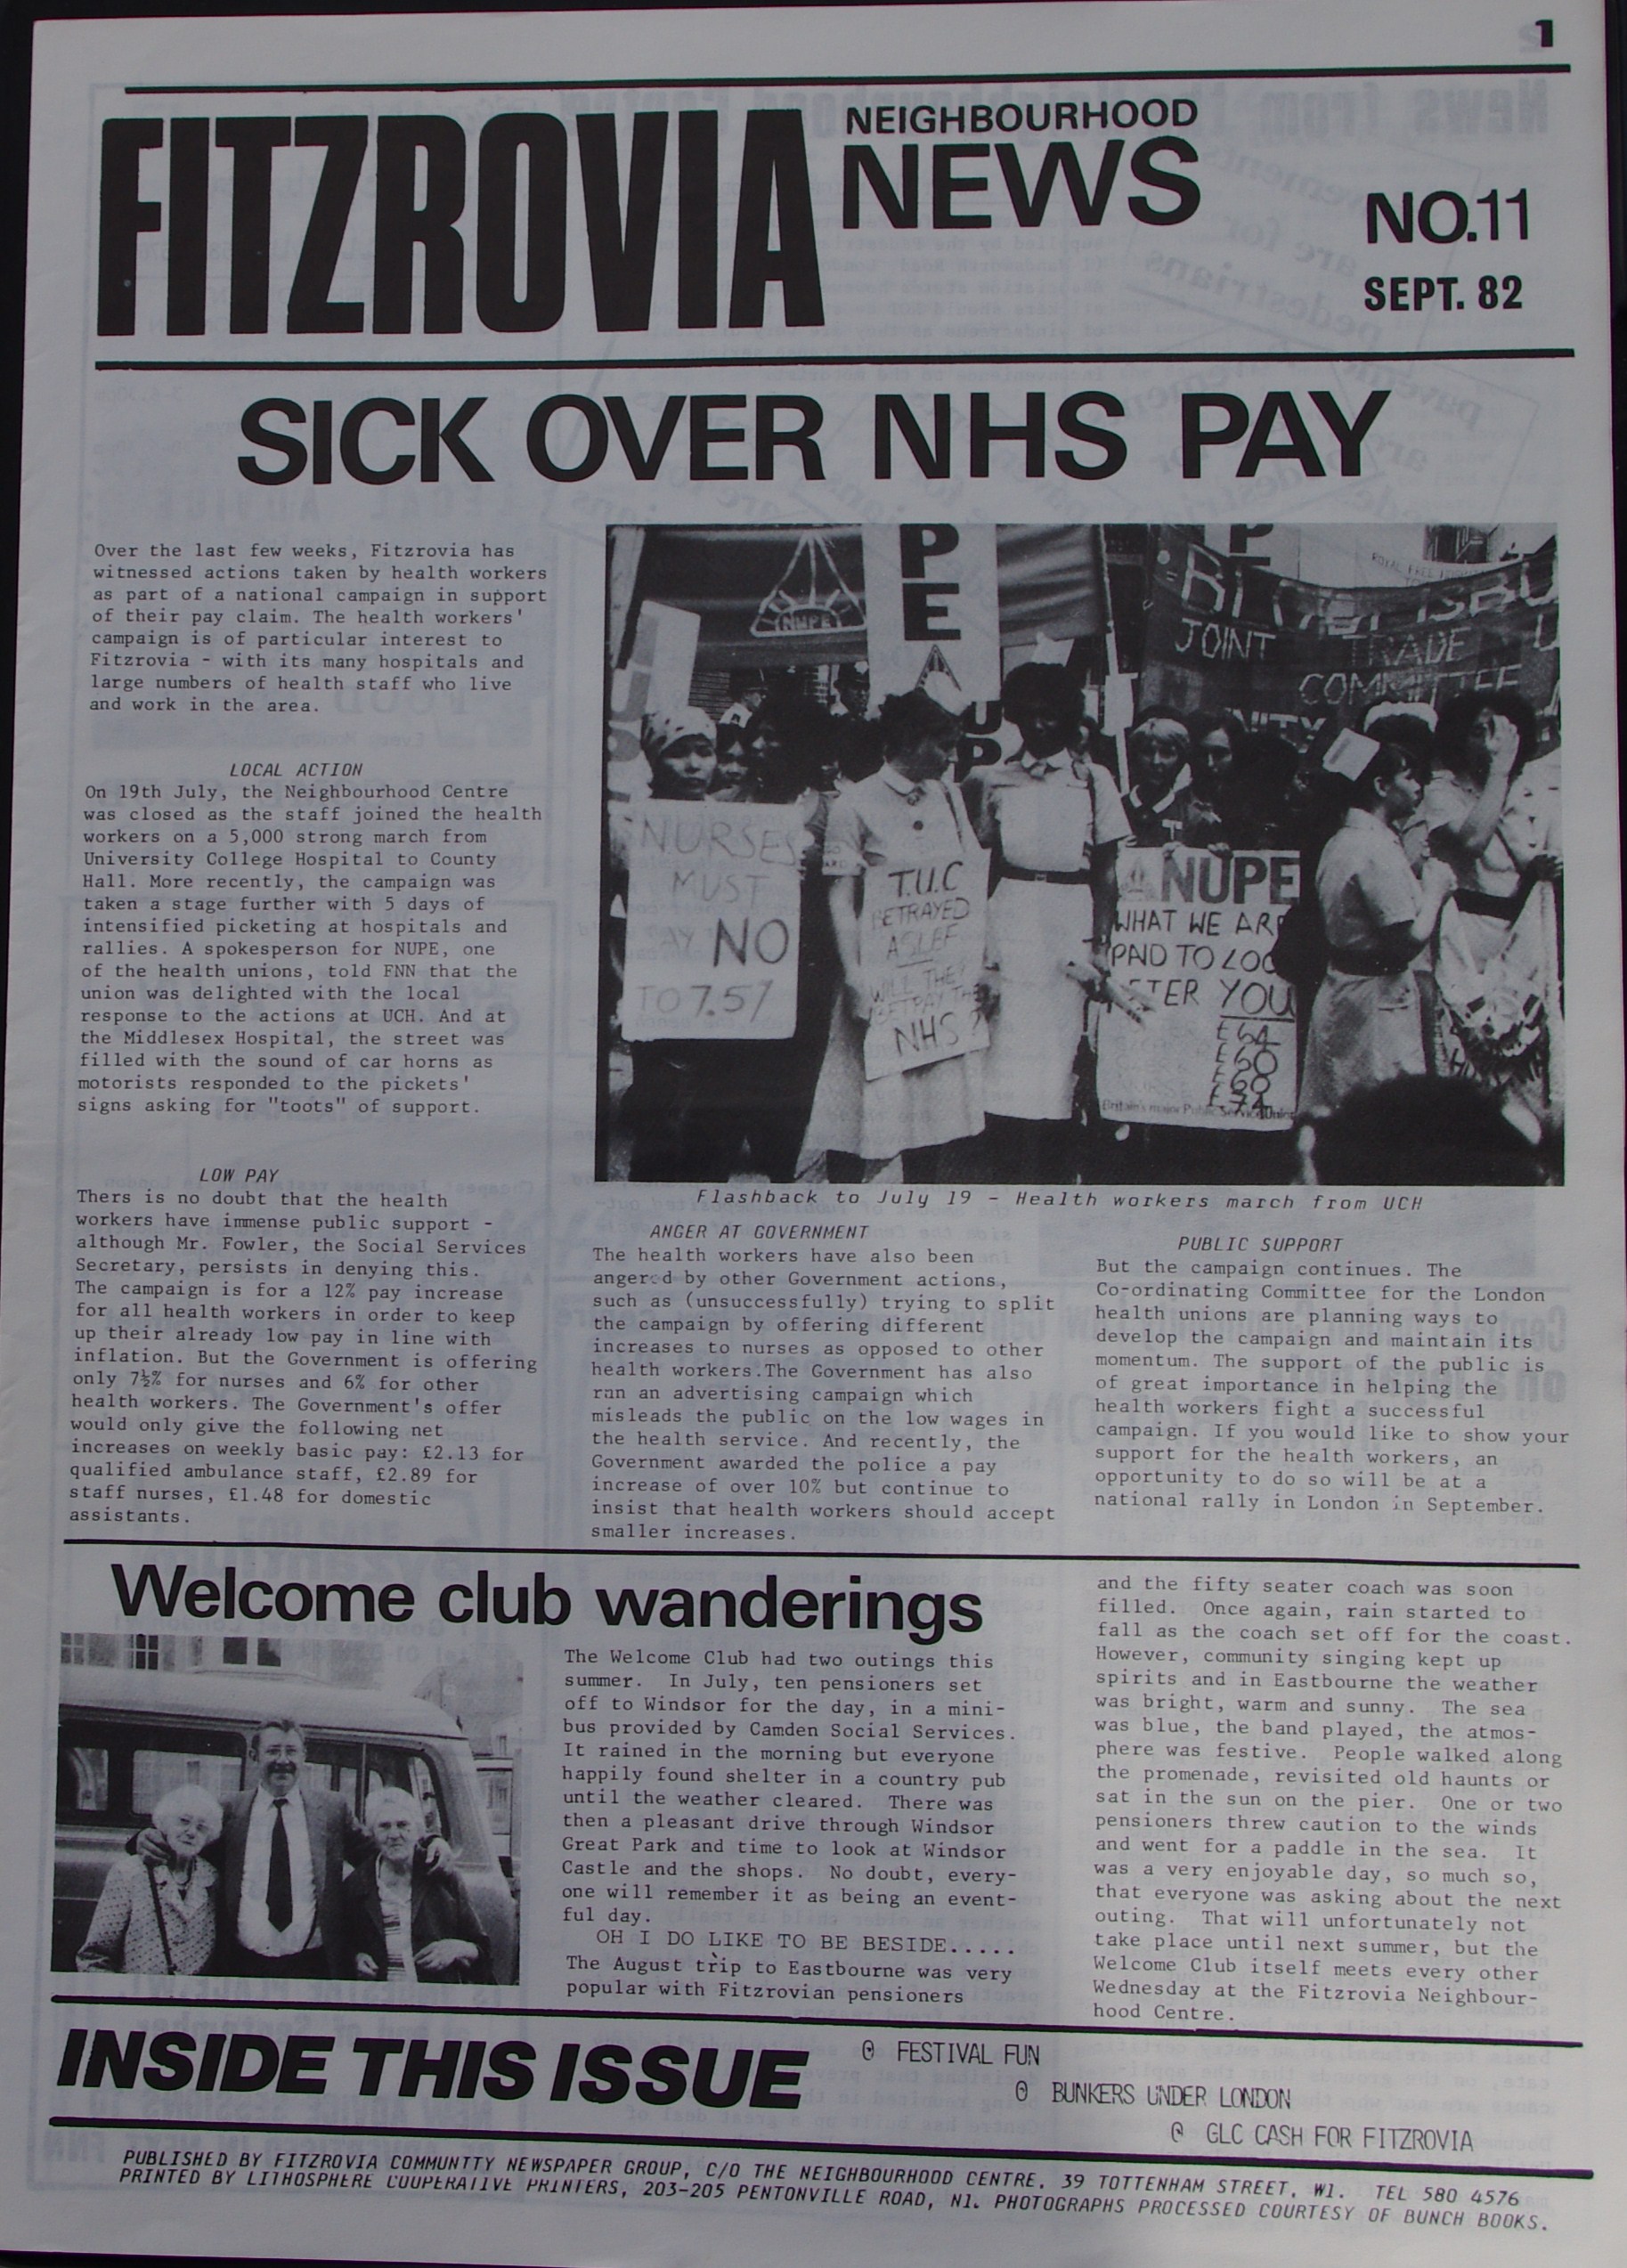 1
FITZROVIA
NEIGHBOURHOOD
NEWS
NO.11
SEPT. 82
SICK OVER NHS PAY
Over the last few weeks, Fitzrovia has
witnessed actions taken by health workers
as part of a national campaign in support
of their pay claim. The health workers'
campaign is of particular interest to
Fitzrovia - with its many hospitals and
large numbers of health staff who live
and work in the area.
LOCAL ACTION
On 19th July, the Neighbourhood Centre
was closed as the staff joined the health
workers on a 5,000 strong march from
University College Hospital to County
Hall. More recently, the campaign was
taken a stage further with 5 days of
intensified picketing at hospitals and
rallies. A spokesperson for NUPE, one
of the health unions, told FNN that the
union was delighted with the local
response to the actions at UCH. And at
the Middlesex Hospital, the street was
filled with the sound of car horns as
motorists responded to the pickets'
signs asking for "toots" of support.
LOW PAY
Thers is no doubt that the health
workers have immense public support -
although Mr. Fowler, the Social Services
Secretary, persists in denying this.
The campaign is for a 12% pay increase
for all health workers in order to keep
up their already low pay in line with
inflation. But the Government is offering
only 7½% for nurses and 6% for other
health workers. The Government's offer
would only give the following net
increases on weekly basic pay: £2.13 for
qualified ambulance staff, £2.89 for
staff nurses, £1.48 for domestic
assistants.
P
E
NUPE
JOINT TRADE
COMMITTEE
NURSES
MUST
NO
TO 7.5%
T.U.C
BETRAYED
ASLEF
WILL THEY
BETRAY THE
NHS?
NUPE
WHAT WE ARE
PAID TO LOO
YOU
£64
£60
£60
£74
Britain's major Public Service Union
Flashback to July 19 - Health workers march from UCH
ANGER AT GOVERNMENT
The health workers have also been
angered by other Government actions,
such as (unsuccessfully) trying to split
the campaign by offering different
increases to nurses as opposed to other
health workers.The Government has also
ran an advertising campaign which
misleads the public on the low wages in
the health service. And recently, the
Government awarded the police a pay
increase of over 10% but continue to
insist that health workers should accept
smaller increases.
PUBLIC SUPPORT
But the campaign continues. The
Co-ordinating Committee for the London
health unions are planning ways to
develop the campaign and maintain its
momentum. The support of the public is
of great importance in helping the
health workers fight a successful
campaign. If you would like to show your
support for the health workers, an
opportunity to do so will be at a
national rally in London in September.
Welcome club wanderings
The Welcome Club had two outings this
summer. In July, ten pensioners set
off to Windsor for the day, in a mini-
bus provided by Camden Social Services.
It rained in the morning but everyone
happily found shelter in a country pub
until the weather cleared. There was
then a pleasant drive through Windsor
Great Park and time to look at Windsor
Castle and the shops. No doubt, every-
one will remember it as being an event-
ful day.
OH I DO LIKE TO BE BESIDE.....
The August trip to Eastbourne was very
popular with Fitzrovian pensioners
and the fifty seater coach was soon
filled. Once again, rain started to
fall as the coach set off for the coast.
However, community singing kept up
spirits and in Eastbourne the weather
was bright, warm and sunny. The sea
was blue, the band played, the atmos-
phere was festive. People walked along
the promenade, revisited old haunts or
sat in the sun on the pier. One or two
pensioners threw caution to the winds
and went for a paddle in the sea. It
was a very enjoyable day, so much so,
that everyone was asking about the next
outing. That will unfortunately not
take place until next summer, but the
Welcome Club itself meets every other
Wednesday at the Fitzrovia Neighbour-
hood Centre.
INSIDE THIS ISSUE
FESTIVAL FUN
BUNKERS UNDER LONDON
GLC CASH FOR FITZROVIA
PUBLISHED BY FITZROVIA COMMUNTTY NEWSPAPER GROUP, C/O THE NEIGHBOURHOOD CENTRE, 39 TOTTENHAM STREET, W1. TEL 580 4576
PRINTED BY LITHOSPHERE COOPERATIVE PRINTERS, 203-205 PENTONVILLE ROAD, N1. PHOTOGRAPHS PROCESSED COURTESY OF BUNCH BOOKS.